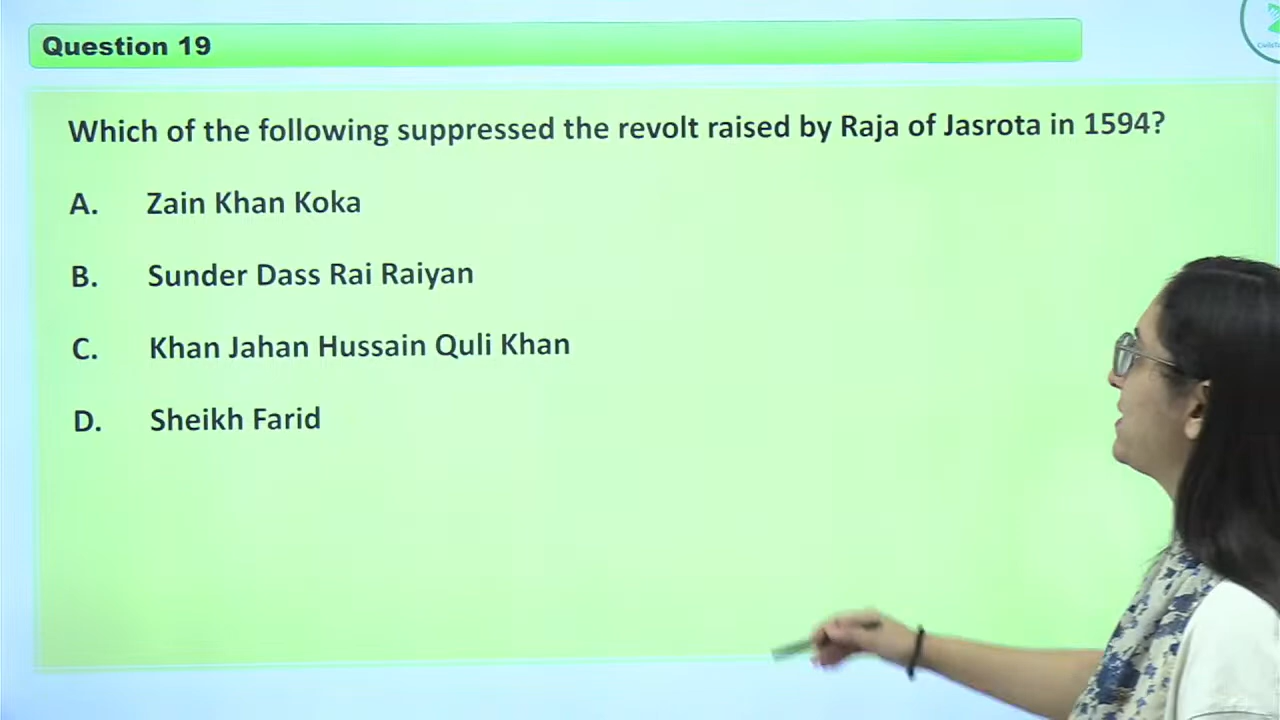 Question 19
Which of the following suppressed the revolt raised by Raja of Jasrota in 1594?
A. Zain Khan Koka
B. Sunder Dass Rai Raiyan
C. Khan Jahan Hussain Quli Khan
D. Sheikh Farid